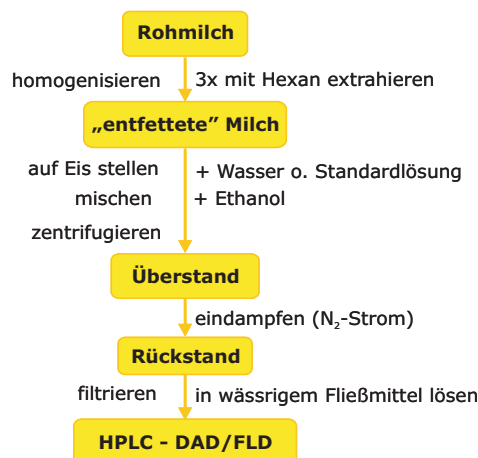 Rohmilch
homogenisieren 3x mit Hexan extrahieren
„entfettete” Milch
auf Eis stellen + Wasser o. Standardlösung
mischen + Ethanol
zentrifugieren
Überstand
eindampfen (N₂-Strom)
Rückstand
filtrieren in wässrigem Fließmittel lösen
HPLC - DAD/FLD